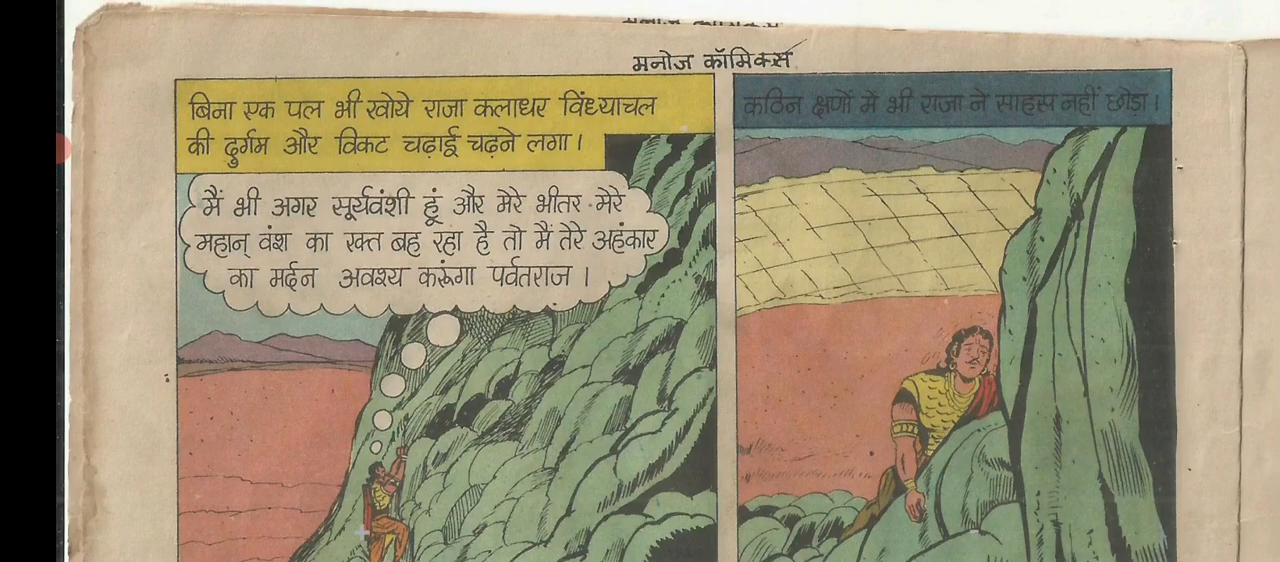 मनोज कॉमिक्स
बिना एक पल भी खोये राजा कलाधर विंध्याचल
की दुर्गम और विकट चढ़ाई चढ़ने लगा।
मैं भी अगर सूर्यवंशी हूं और मेरे भीतर मेरे
महान् वंश का रक्त बह रहा है तो मैं तेरे अहंकार
का मर्दन अवश्य करूंगा पर्वतराज।
कठिन क्षणों में भी राजा ने साहस नहीं छोड़ा।